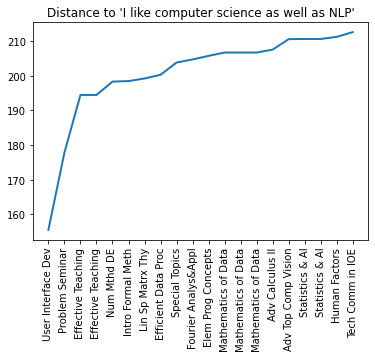 Distance to 'I like computer science as well as NLP'
210
200
190
180
170
160
User Interface Dev
Problem Seminar
Effective Teaching
Effective Teaching
Num Mthd DE
Intro Formal Meth
Lin Sp Matrx Thy
Efficient Data Proc
Special Topics
Fourier Analys&Appl
Elem Prog Concepts
Mathematics of Data
Mathematics of Data
Mathematics of Data
Adv Calculus II
Adv Top Comp Vision
Statistics & AI
Statistics & AI
Human Factors
Tech Comm in IOE